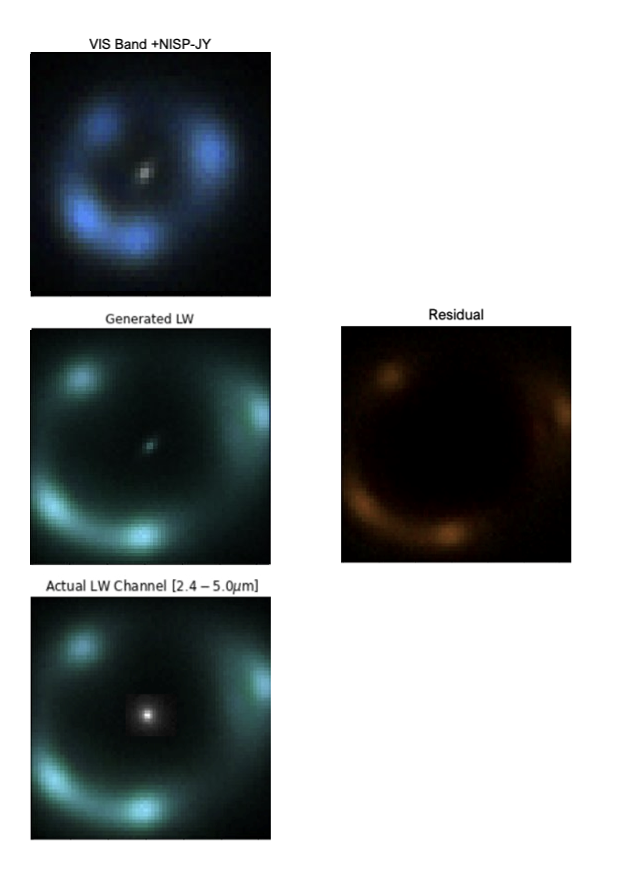 VIS Band +NISP-JY
Generated LW
Residual
Actual LW Channel [2.4 – 5.0μm]